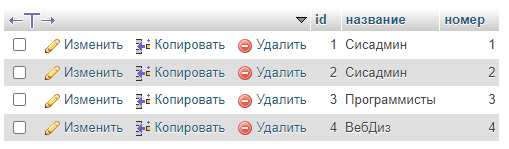 id название номер
Изменить Копировать Удалить 1 Сисадмин 1
Изменить Копировать Удалить 2 Сисадмин 2
Изменить Копировать Удалить 3 Программисты 3
Изменить Копировать Удалить 4 ВебДиз 4